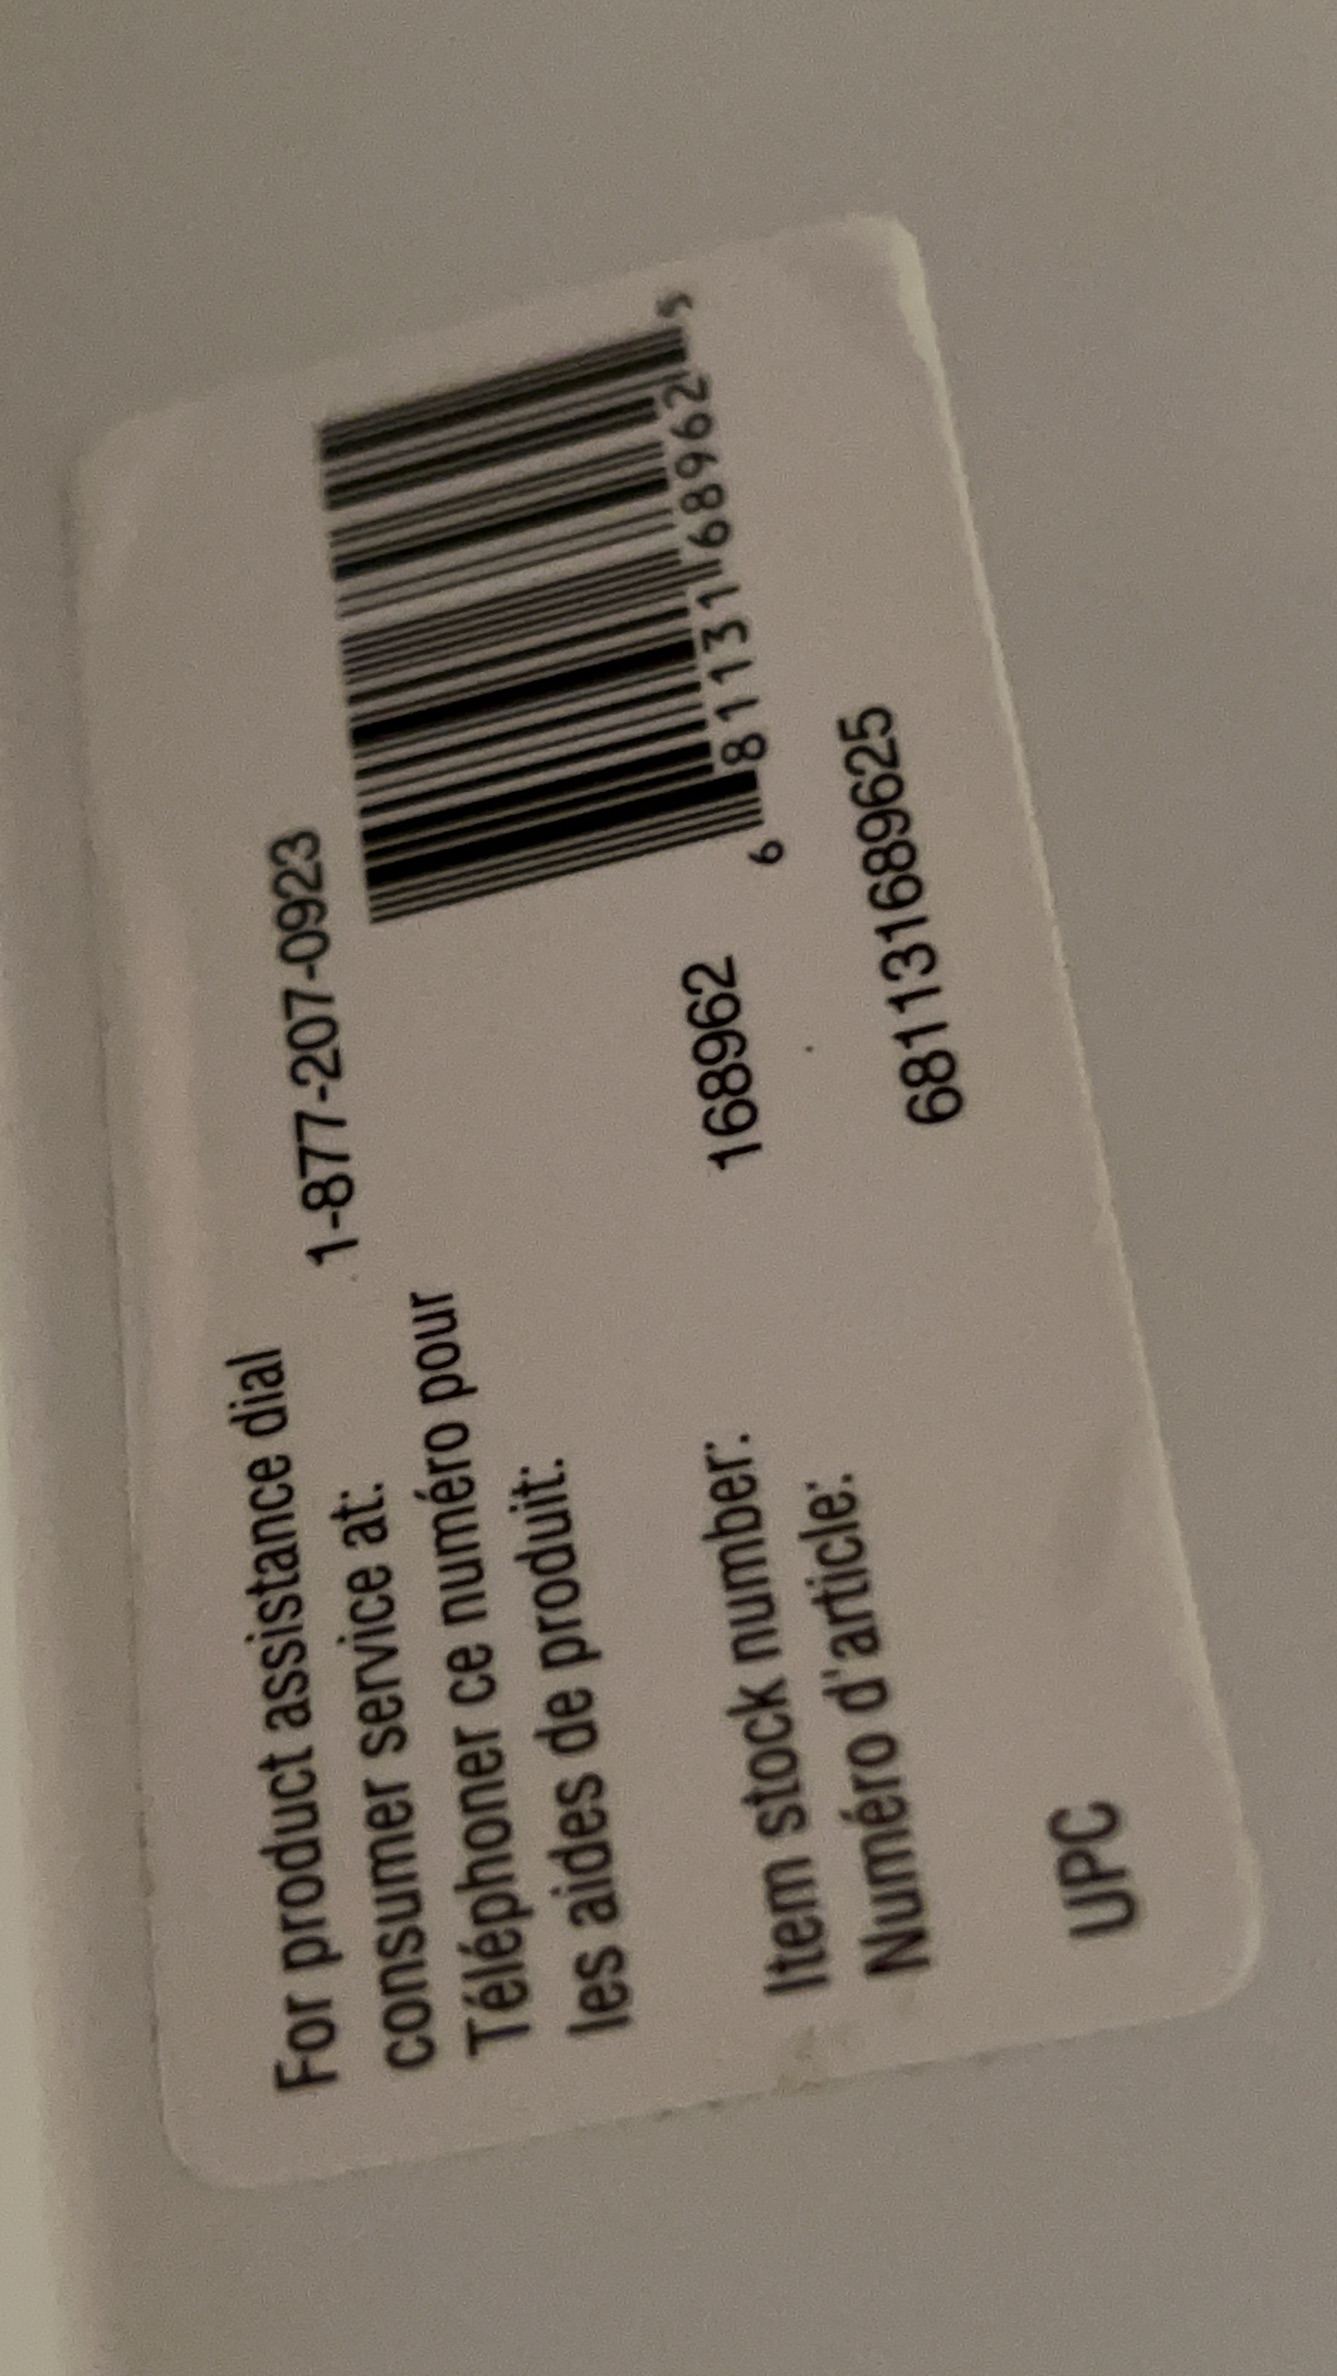 For product assistance dial
consumer service at: 1-877-207-0923
Téléphoner ce numéro pour
les aides de produit:
Item stock number: 168962
Numéro d'article:
6 81131 68962 5
UPC 681131689625